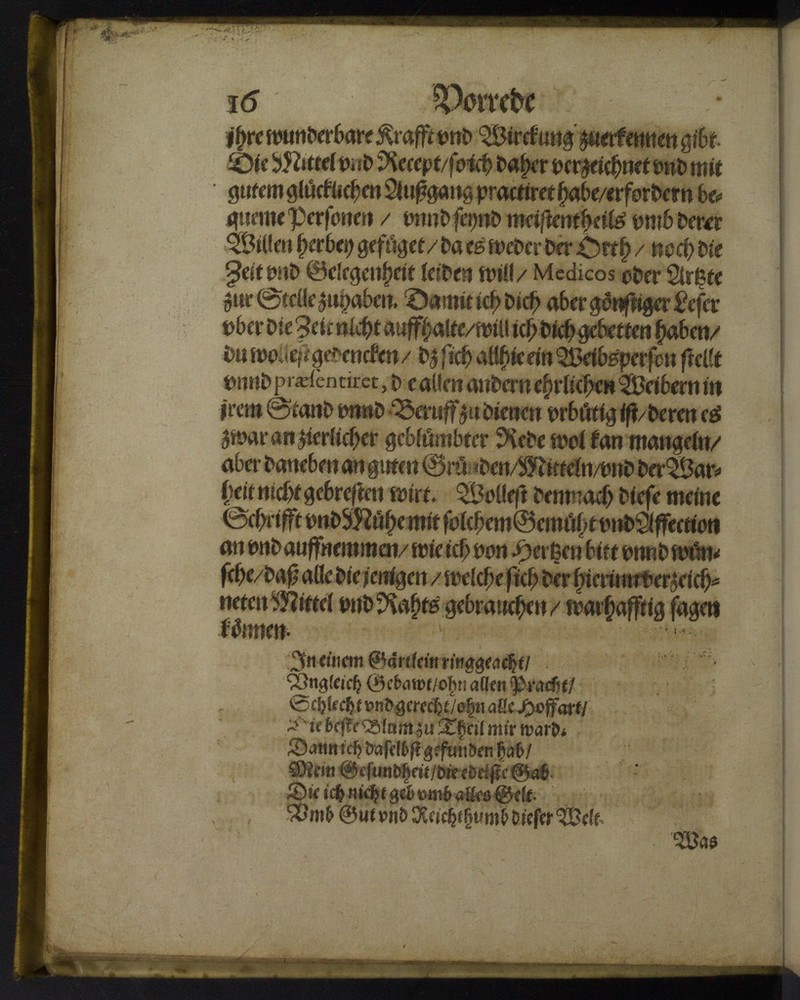 16 Vorrede
jhre wunderbare Krafft vnd Wirckung zuerkennen gibt.
Die Mittel vnd Recept/so ich daher verzeichnet vnd mit
gutem glücklichen Außgang practiret habe/erfordern be-
queme Personen / vnnd seynd meistentheils vmb derer
Willen herbey gefüget/da es weder der Orth / noch die
Zeit vnd Gelegenheit leiden will/ Medicos oder Artzte
zur Stelle zuhaben. Damit ich dich aber gönstiger Leser
vber die Zeit nicht auffhalte/will ich dich gebetten haben/
du wollest gedencken/ dz sich allhie ein Weibsperson stellt
vnnd præsentiret, d e allen andern ehrlichen Weibern in
jrem Stand vnnd Beruff zu dienen vrbütig ist/deren es
zwar an zierlicher geblümbter Rede wol kan mangeln/
aber daneben an guten Gründen/Mitteln/vnd der War-
heit nicht gebresten wirt. Wollest demnach diese meine
Schrifft vnd Mühe mit solchem Gemüht vnd Affection
an vnd auffnemmen/ wie ich von Hertzen bitt vnnd wün-
sche/daß alle die jenigen / welche sich der hierinn verzeich-
neten Mittel vnd Rahts gebrauchen / warhafftig sagen
können.
In einem Gärtlein ringgeacht/
Vngleich Gebawt/ohn allen Pracht/
Schlecht vnd gerecht/ohn alle Hoffart/
Die beste Blum zu Theil mir ward.
Dann ich daselbst gefunden hab/
Mein Gesundheit/die edelste Gab.
Die ich nicht geb vmb alles Gelt.
Vmb Gut vnd Reichthumb dieser Welt.
Was